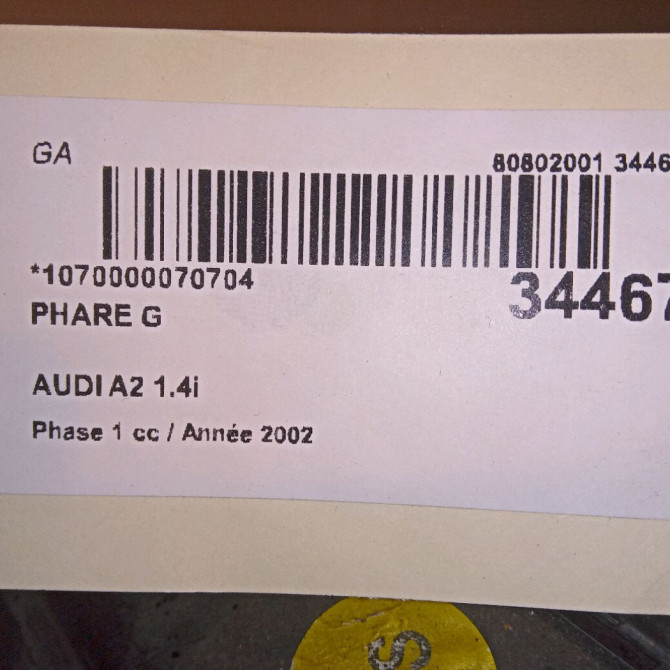 GA
80802001 3446
*1070000070704
34467
PHARE G
AUDI A2 1.4i
Phase 1 cc / Année 2002
S